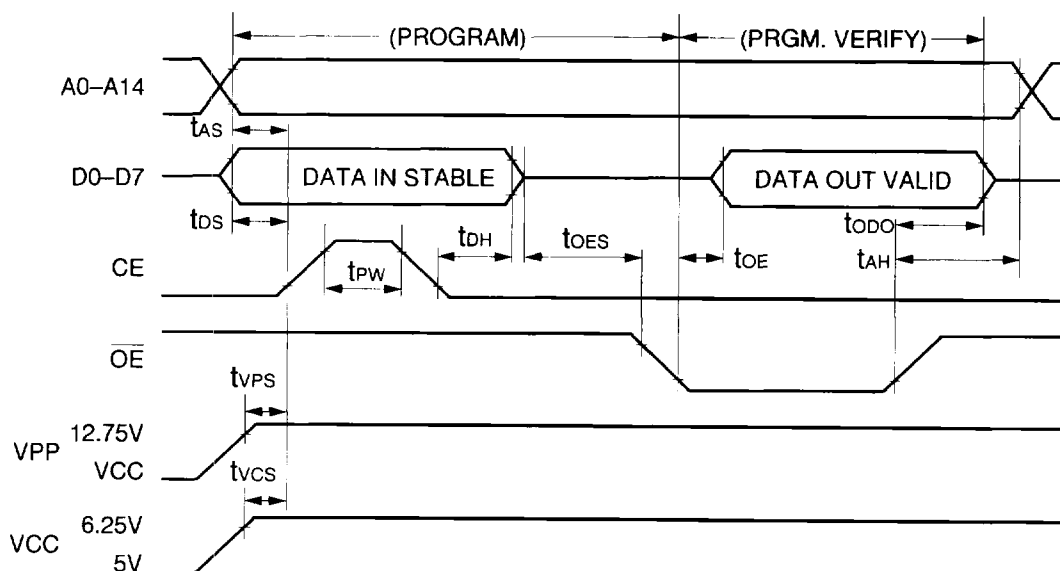 (PROGRAM) (PRGM. VERIFY)
A0–A14
tAS
D0–D7 DATA IN STABLE DATA OUT VALID
tDS tDH tOES tOE tODO
tAH
CE tPW
OE
tVPS
VPP 12.75V
VCC
tVCS
VCC 6.25V
5V